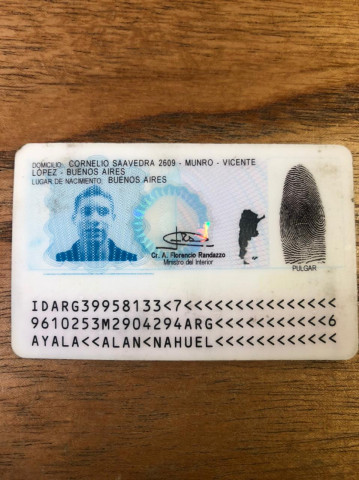 DOMICILIO: CORNELIO SAAVEDRA 2609 - MUNRO - VICENTE
LÓPEZ - BUENOS AIRES
LUGAR DE NACIMIENTO: BUENOS AIRES
Cr. A. Florencio Randazzo
Ministro del Interior
PULGAR
IDARG39958133<7<<<<<<<<<<<<<<<
9610253M2904294ARG<<<<<<<<<<<6
AYALA<<ALAN<NAHUEL<<<<<<<<<<<<